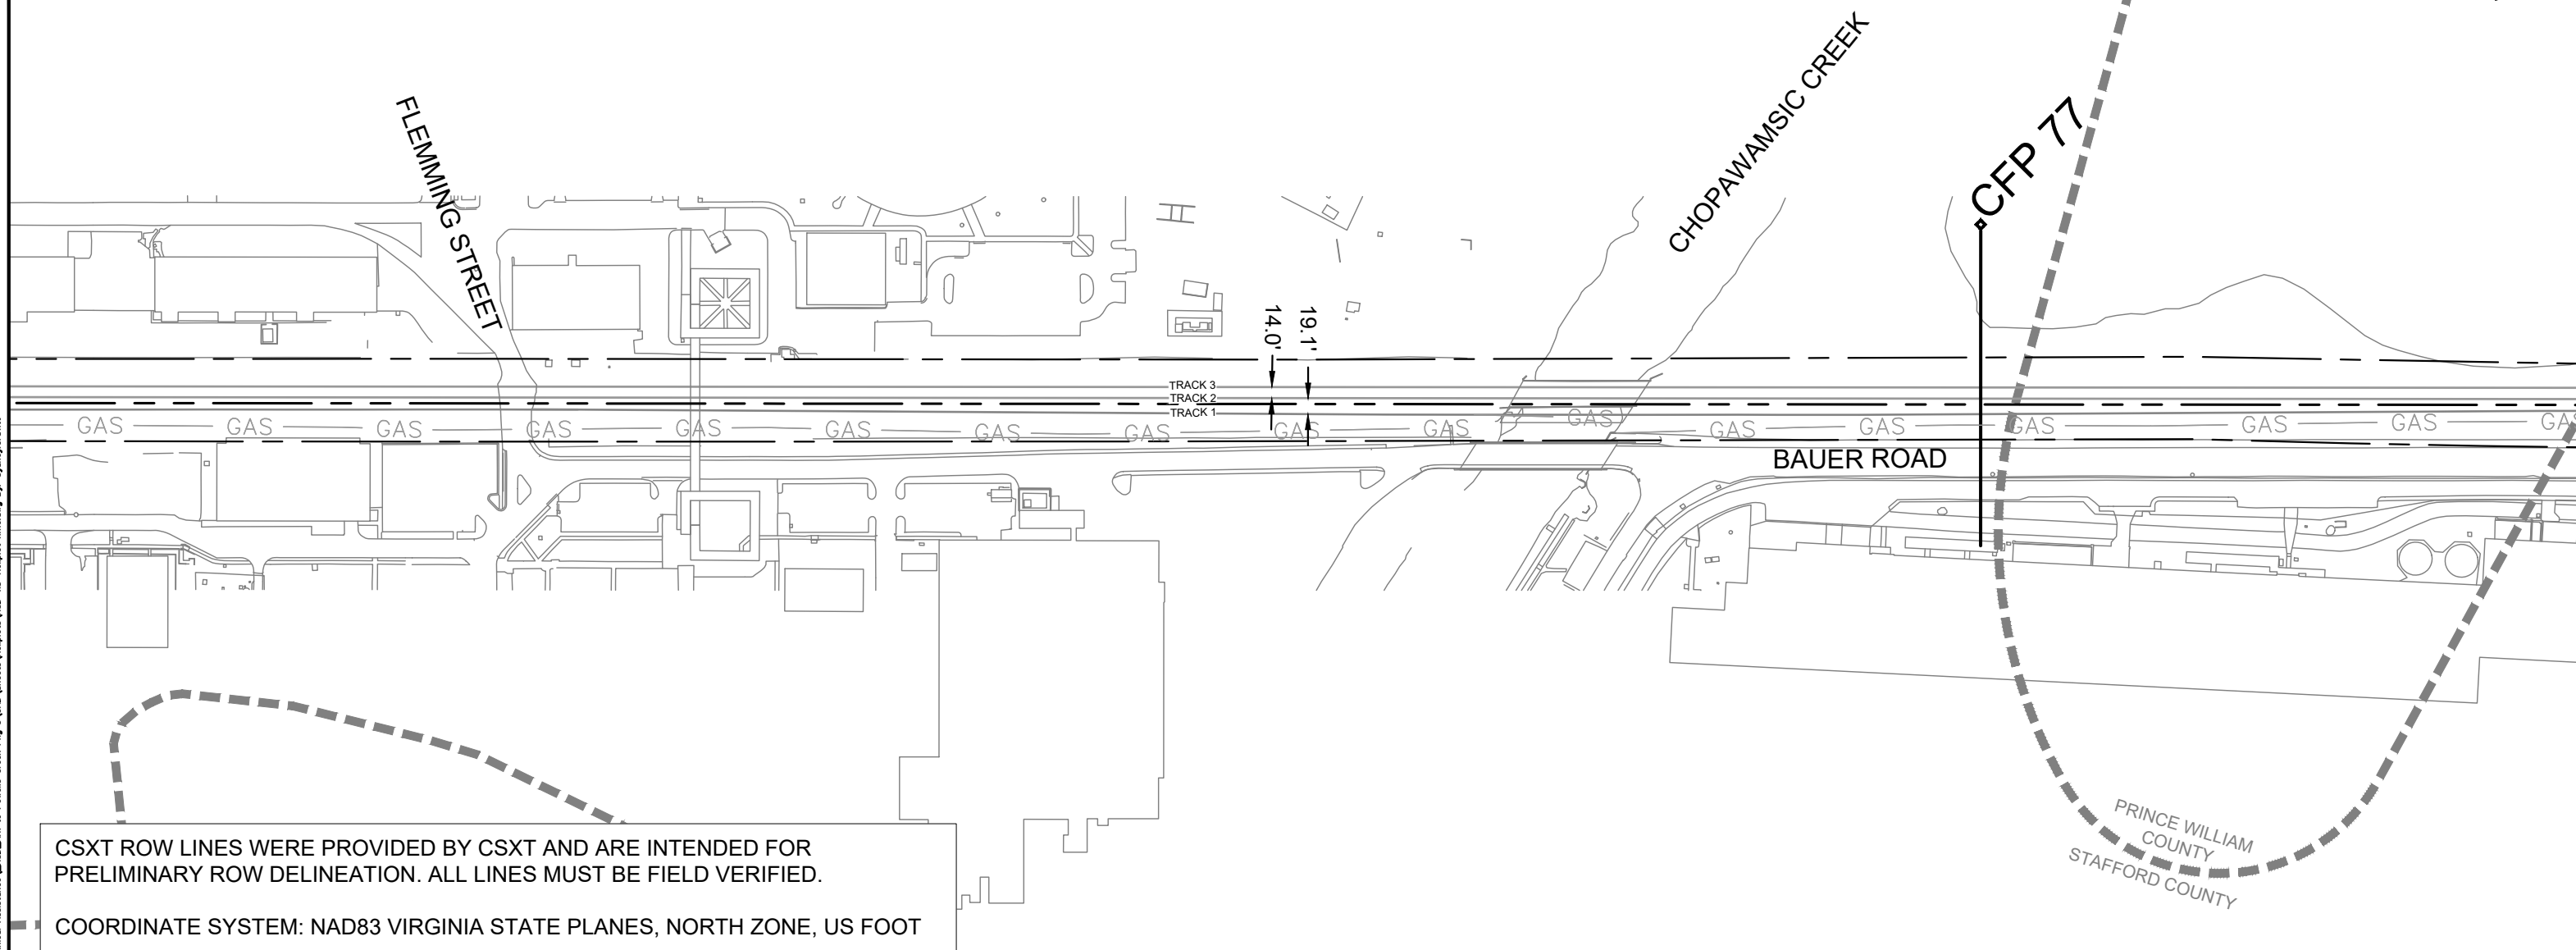 FLEMMING STREET
CHOPAWAMSIC CREEK
CFP 77
14.0'
19.1'
TRACK 3
TRACK 2
TRACK 1
GAS GAS GAS GAS GAS GAS GAS GAS GAS GAS GAS GAS GAS GAS GAS GAS
BAUER ROAD
PRINCE WILLIAM
COUNTY
STAFFORD COUNTY
CSXT ROW LINES WERE PROVIDED BY CSXT AND ARE INTENDED FOR
PRELIMINARY ROW DELINEATION. ALL LINES MUST BE FIELD VERIFIED.
COORDINATE SYSTEM: NAD83 VIRGINIA STATE PLANES, NORTH ZONE, US FOOT